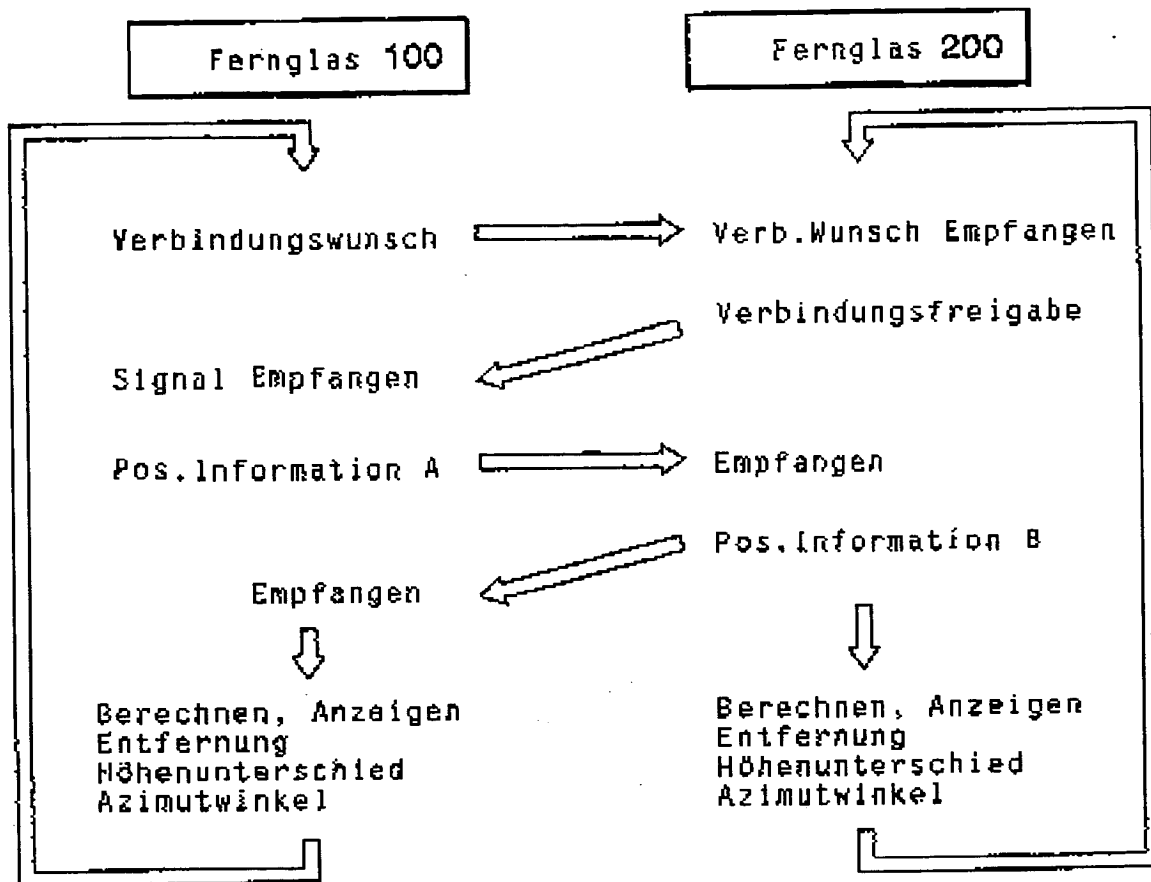 Fernglas 100
Fernglas 200
Verbindungswunsch
Verb.Wunsch Empfangen
Verbindungsfreigabe
Signal Empfangen
Pos.Information A
Empfangen
Pos.Information B
Empfangen
Berechnen, Anzeigen
Entfernung
Höhenunterschied
Azimutwinkel
Berechnen, Anzeigen
Entfernung
Höhenunterschied
Azimutwinkel